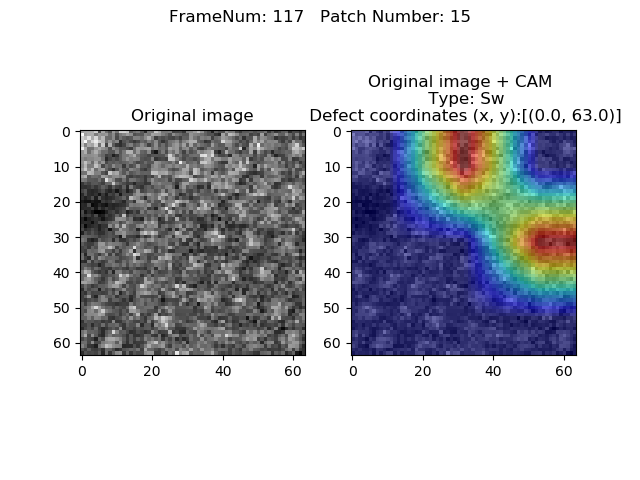 FrameNum: 117   Patch Number: 15
Original image
Original image + CAM
Type: Sw
Defect coordinates (x, y):[(0.0, 63.0)]
0
10
20
30
40
50
60
0 20 40 60
0
10
20
30
40
50
60
0 20 40 60